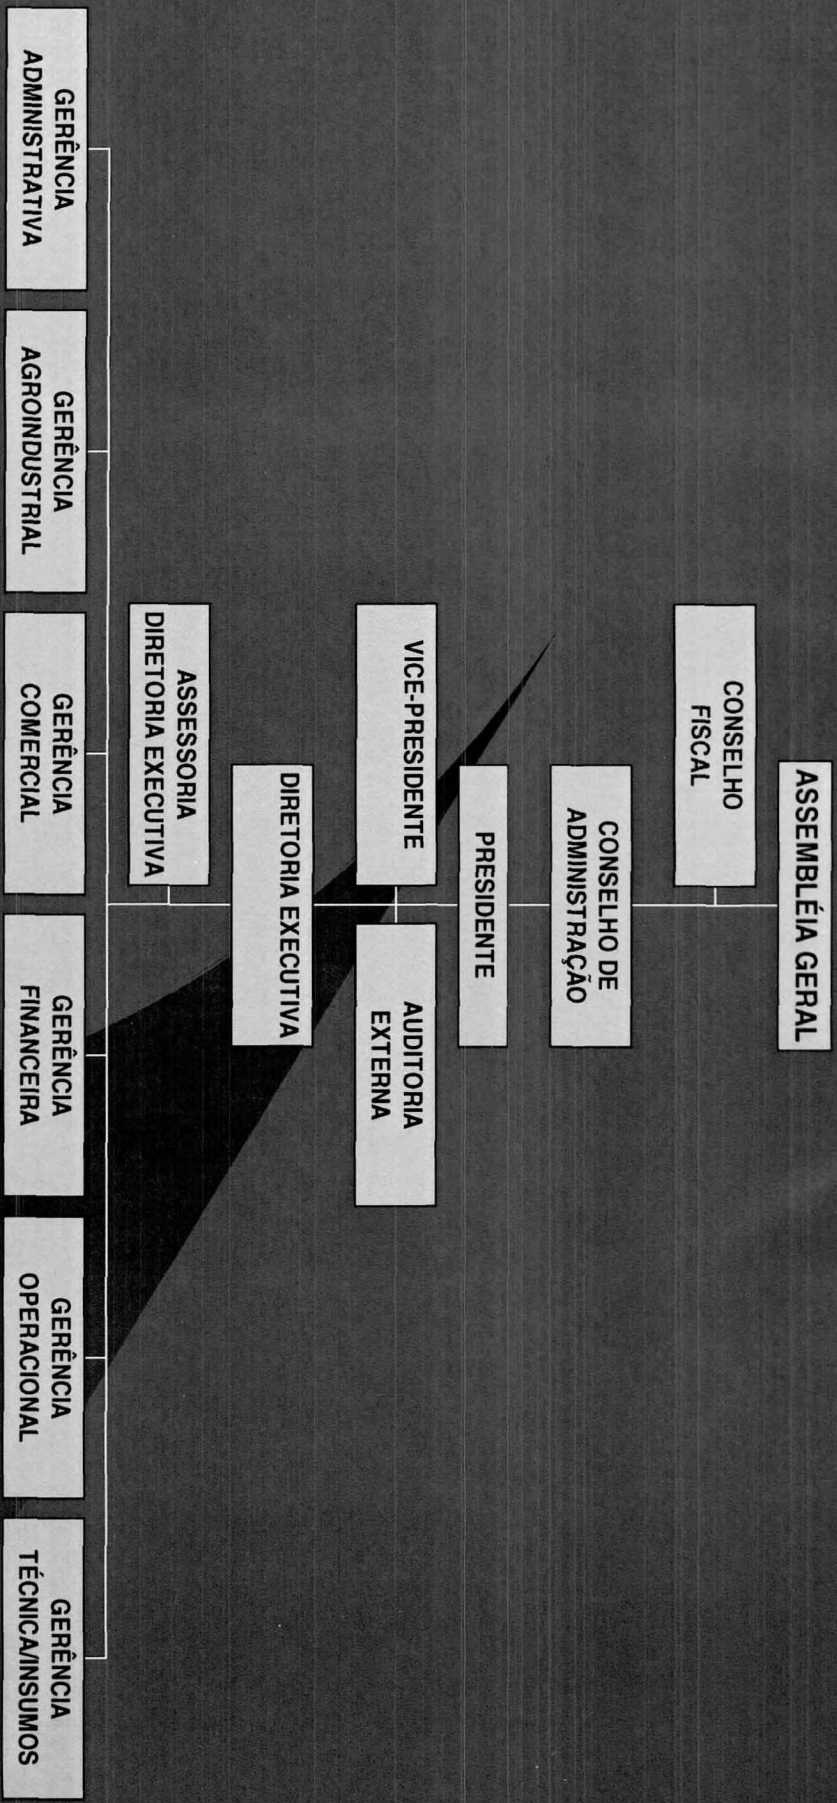 ASSEMBLÉIA GERAL
CONSELHO
FISCAL
CONSELHO DE
ADMINISTRAÇÃO
PRESIDENTE
VICE-PRESIDENTE
AUDITORIA
EXTERNA
DIRETORIA EXECUTIVA
ASSESSORIA
DIRETORIA EXECUTIVA
GERÊNCIA
ADMINISTRATIVA
GERÊNCIA
AGROINDUSTRIAL
GERÊNCIA
COMERCIAL
GERÊNCIA
FINANCEIRA
GERÊNCIA
OPERACIONAL
GERÊNCIA
TÉCNICA/INSUMOS